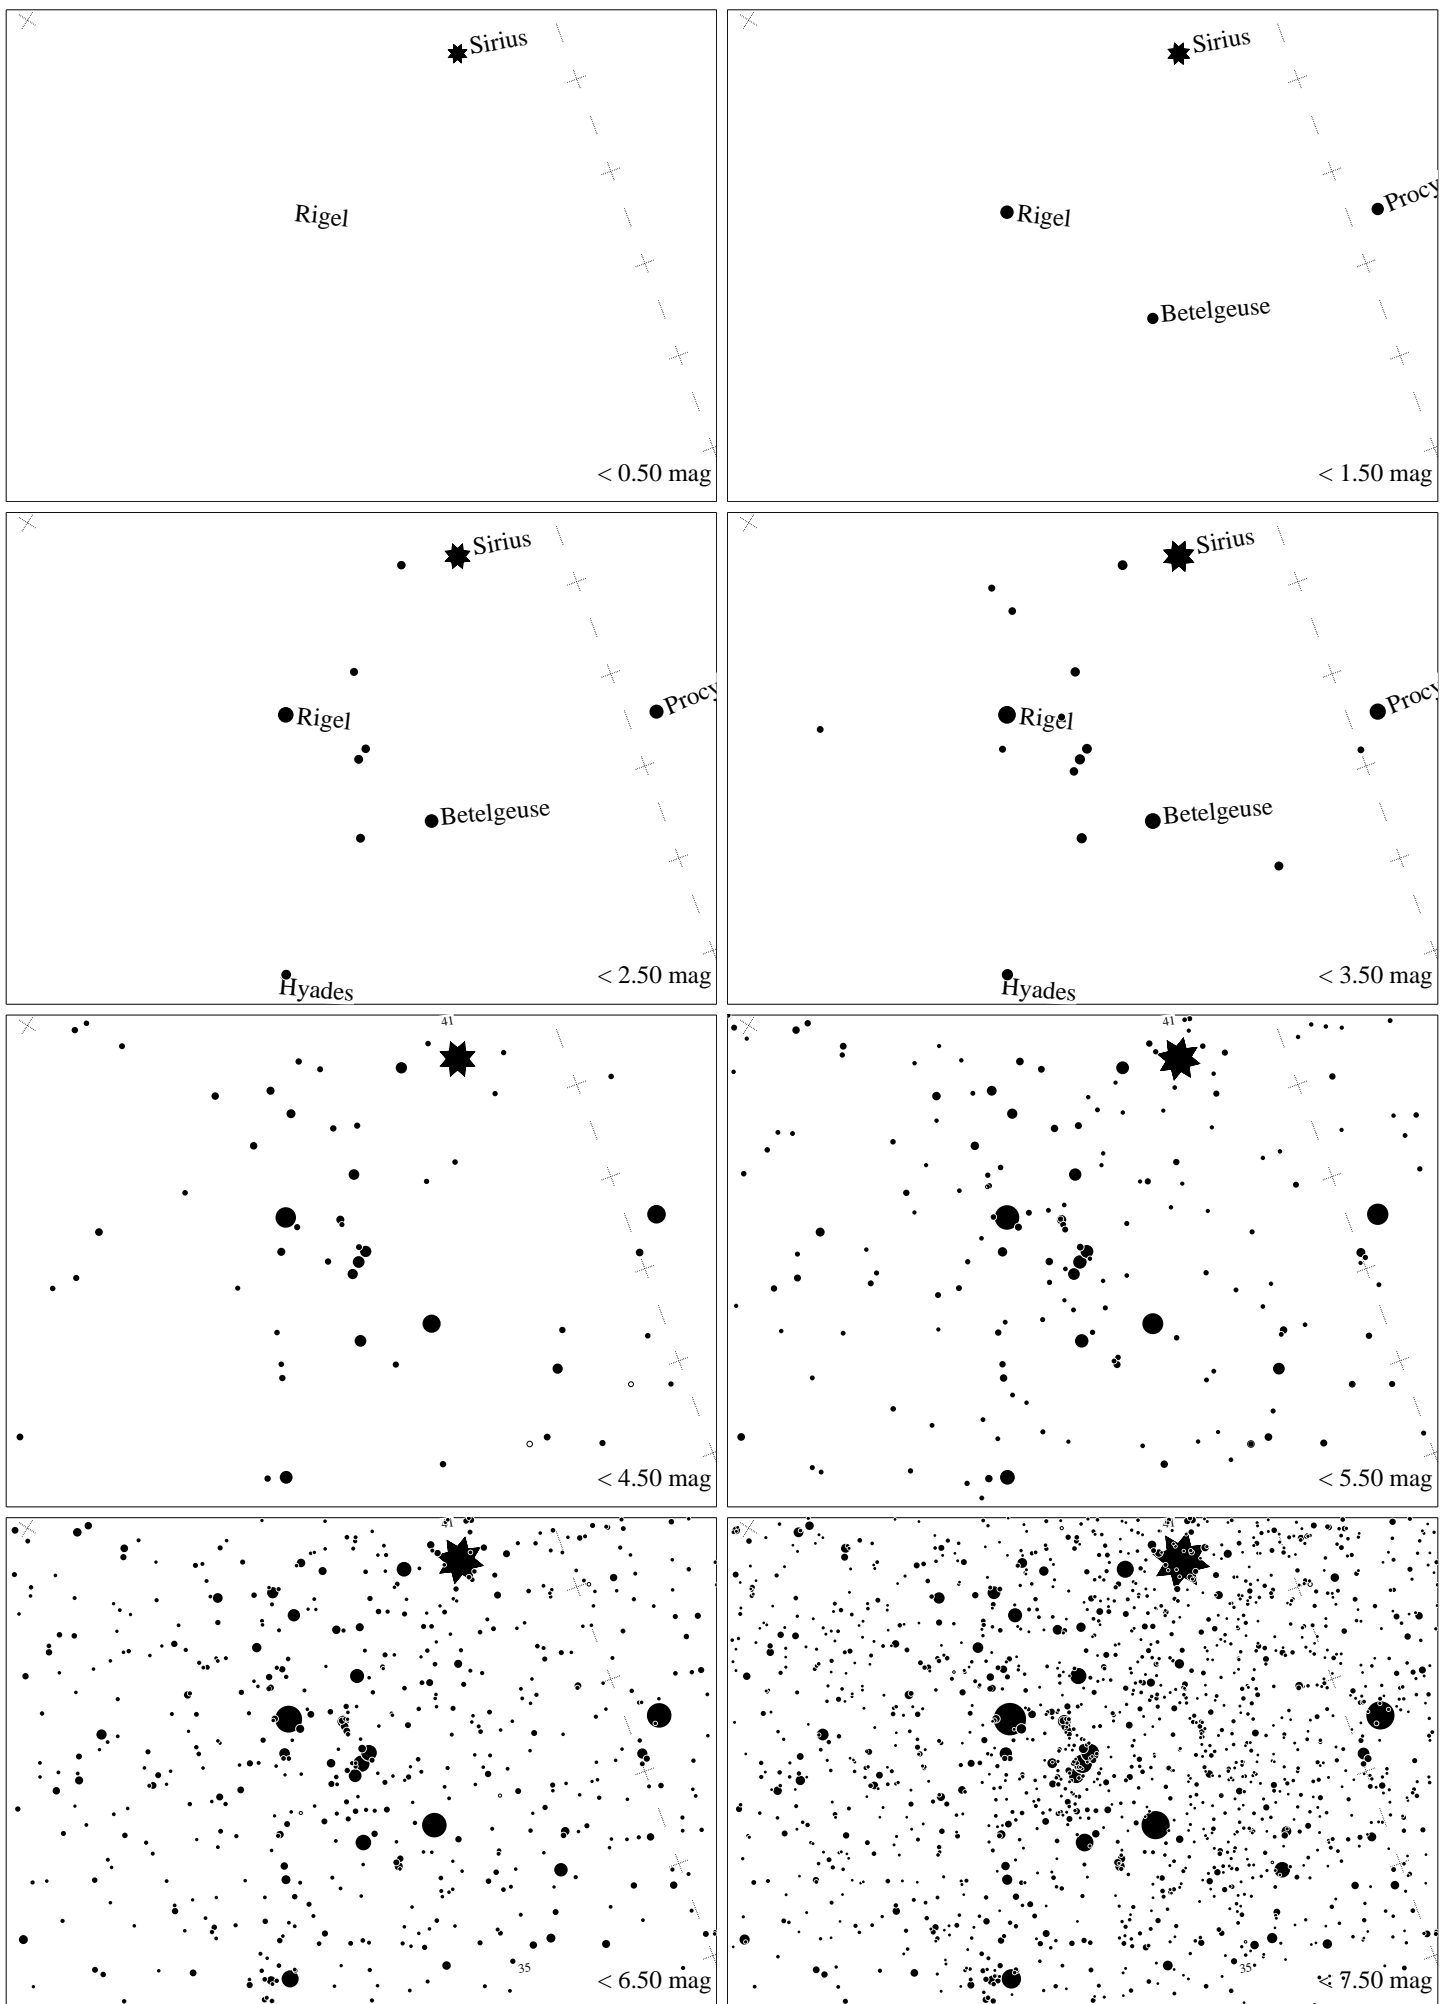 Sirius
Rigel
< 0.50 mag
Sirius
Procy
Rigel
Betelgeuse
< 1.50 mag
Sirius
Procy
Rigel
Betelgeuse
Hyades
< 2.50 mag
Sirius
Procy
Rigel
Betelgeuse
Hyades
< 3.50 mag
41
< 4.50 mag
41
< 5.50 mag
41
35
< 6.50 mag
41
35
< 7.50 mag